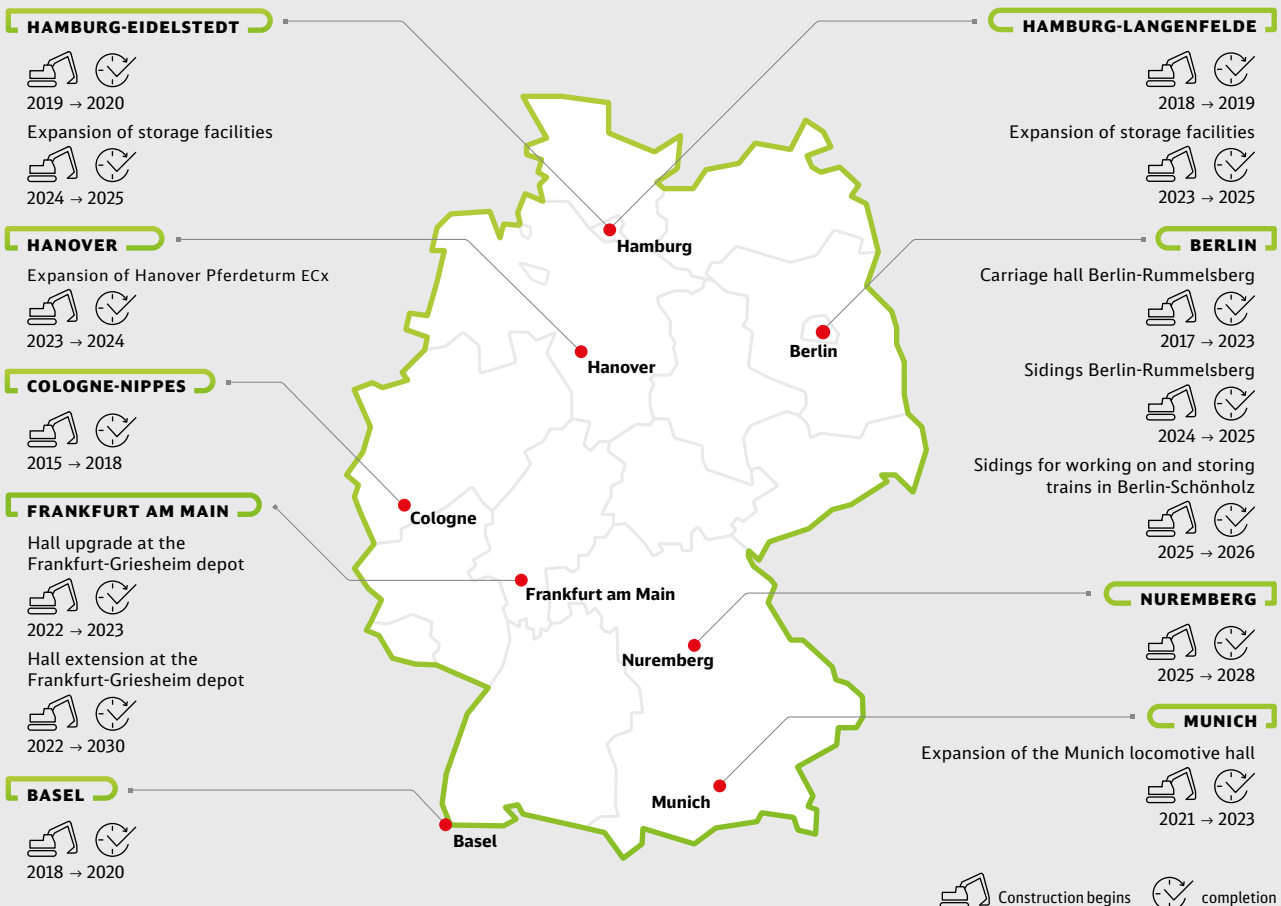 HAMBURG-EIDELSTEDT
2019 → 2020
Expansion of storage facilities
2024 → 2025
HANOVER
Expansion of Hanover Pferdeturm ECx
2023 → 2024
COLOGNE-NIPPES
2015 → 2018
FRANKFURT AM MAIN
Hall upgrade at the
Frankfurt-Griesheim depot
2022 → 2023
Hall extension at the
Frankfurt-Griesheim depot
2022 → 2030
BASEL
2018 → 2020
Hamburg
Hanover
Berlin
Cologne
Frankfurt am Main
Nuremberg
Munich
Basel
HAMBURG-LANGENFELDE
2018 → 2019
Expansion of storage facilities
2023 → 2025
BERLIN
Carriage hall Berlin-Rummelsberg
2017 → 2023
Sidings Berlin-Rummelsberg
2024 → 2025
Sidings for working on and storing
trains in Berlin-Schönholz
2025 → 2026
NUREMBERG
2025 → 2028
MUNICH
Expansion of the Munich locomotive hall
2021 → 2023
Construction begins completion